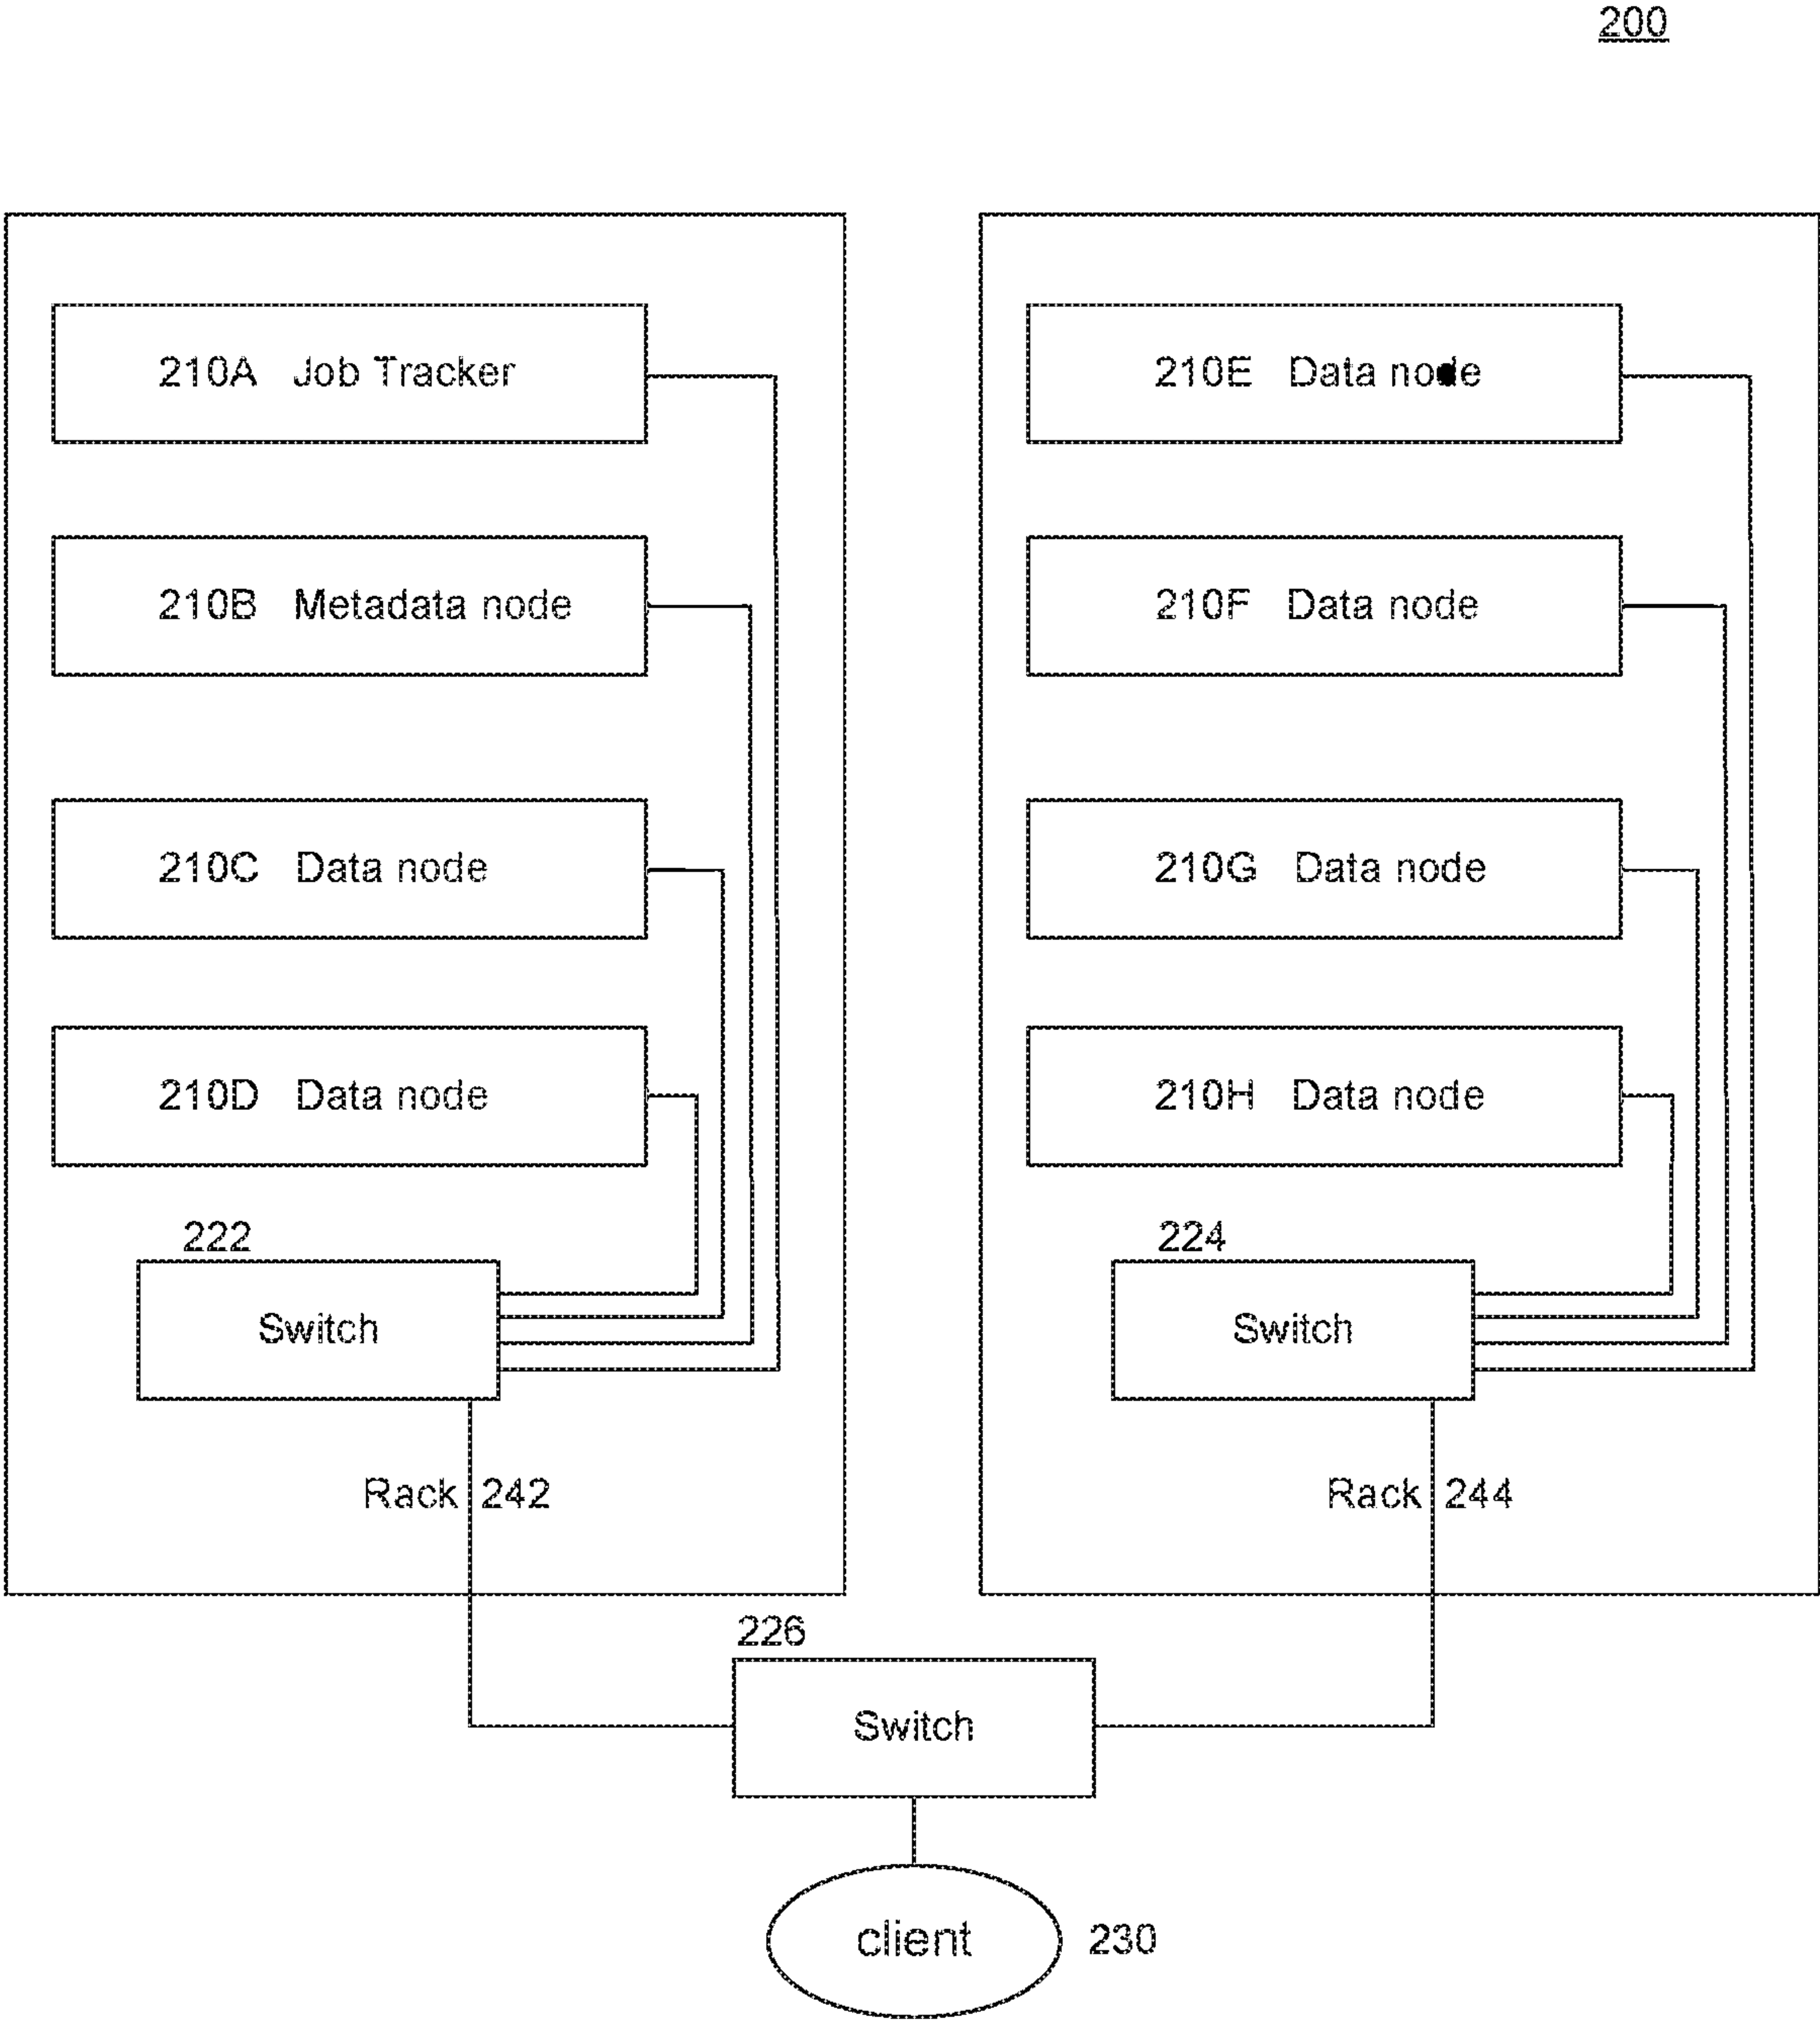 200
210A Job Tracker
210B Metadata node
210C Data node
210D Data node
222
Switch
Rack 242
210E Data node
210F Data node
210G Data node
210H Data node
224
Switch
Rack 244
226
Switch
client
230